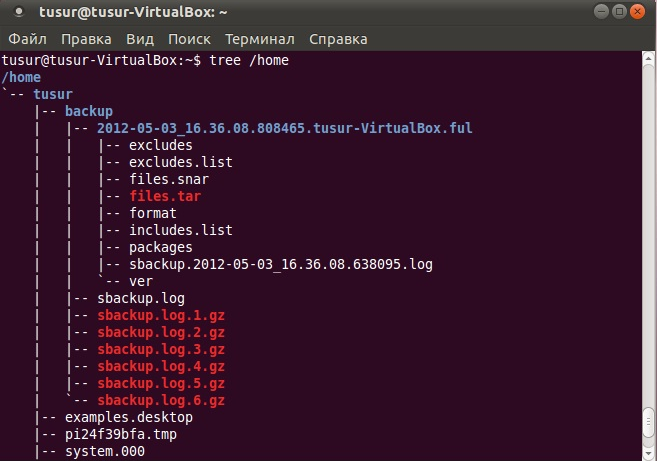 tusur@tusur-VirtualBox: ~
Файл Правка Вид Поиск Терминал Справка
tusur@tusur-VirtualBox:~$ tree /home
/home
`-- tusur
    |-- backup
    |   |-- 2012-05-03_16.36.08.808465.tusur-VirtualBox.ful
    |   |   |-- excludes
    |   |   |-- excludes.list
    |   |   |-- files.snar
    |   |   |-- files.tar
    |   |   |-- format
    |   |   |-- includes.list
    |   |   |-- packages
    |   |   |-- sbackup.2012-05-03_16.36.08.638095.log
    |   |   `-- ver
    |   |-- sbackup.log
    |   |-- sbackup.log.1.gz
    |   |-- sbackup.log.2.gz
    |   |-- sbackup.log.3.gz
    |   |-- sbackup.log.4.gz
    |   |-- sbackup.log.5.gz
    |   `-- sbackup.log.6.gz
    |-- examples.desktop
    |-- pi24f39bfa.tmp
    |-- system.000